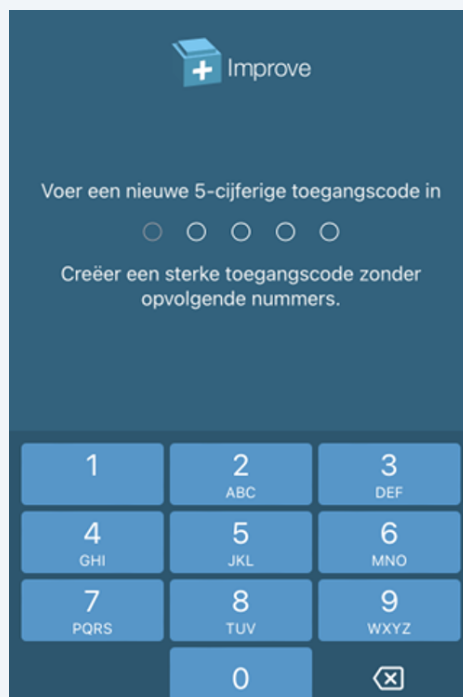 Improve
Voer een nieuwe 5-cijferige toegangscode in
Creëer een sterke toegangscode zonder
opvolgende nummers.
1 2 3
ABC DEF
4 5 6
GHI JKL MNO
7 8 9
PQRS TUV WXYZ
0